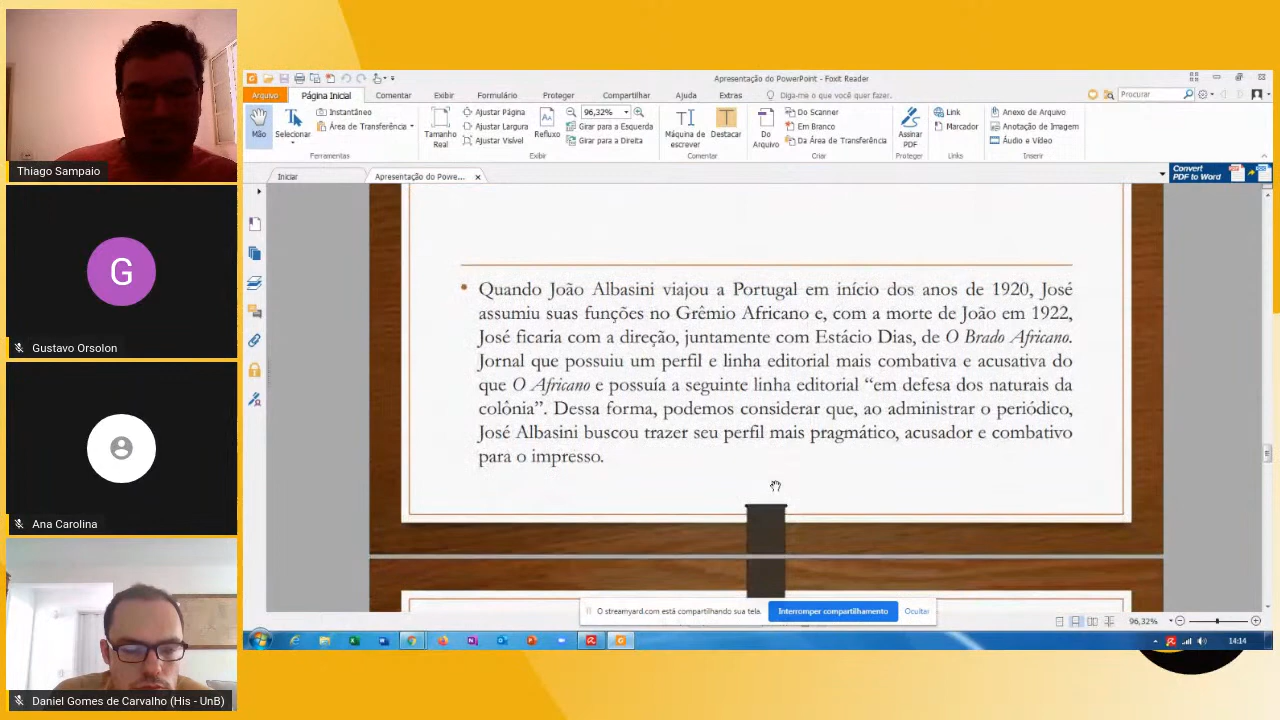 Thiago Sampaio
G
Gustavo Orsolon
Ana Carolina
Daniel Gomes de Carvalho (His - UnB)
Apresentação do PowerPoint - Foxit Reader
Arquivo Página Inicial Comentar Exibir Formulário Proteger Compartilhar Ajuda Extras Diga-me o que você quer fazer. Procurar
Mão
Selecionar
Instantâneo
Área de Transferência
Ferramentas
Tamanho Real
Ajustar Página
Ajustar Largura
Ajustar Visível
Refluxo
96,32%
Girar para a Esquerda
Girar para a Direita
Exibir
Máquina de escrever
Destacar
Comentar
Do Arquivo
Do Scanner
Em Branco
Da Área de Transferência
Criar
Assinar PDF
Proteger
Link
Marcador
Links
Anexo de Arquivo
Anotação de Imagem
Áudio e Vídeo
Inserir
Iniciar
Apresentação do Powe...
Convert PDF to Word
• Quando João Albasini viajou a Portugal em início dos anos de 1920, José
assumiu suas funções no Grêmio Africano e, com a morte de João em 1922,
José ficaria com a direção, juntamente com Estácio Dias, de O Brado Africano.
Jornal que possuiu um perfil e linha editorial mais combativa e acusativa do
que O Africano e possuía a seguinte linha editorial “em defesa dos naturais da
colônia”. Dessa forma, podemos considerar que, ao administrar o periódico,
José Albasini buscou trazer seu perfil mais pragmático, acusador e combativo
para o impresso.
O streamyard.com está compartilhando sua tela. Interromper compartilhamento Ocultar
96,32%
14:14